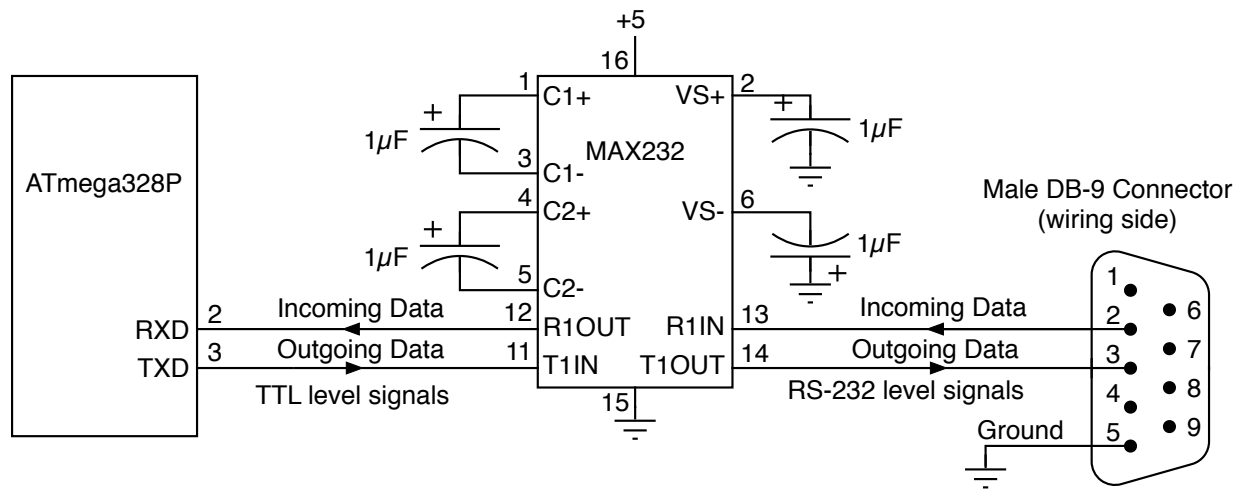 +5
16
1
C1+
VS+
2
+
1µF
+
1µF
MAX232
3
C1-
ATmega328P
4
C2+
VS-
6
+
1µF
1µF
+
5
C2-
Male DB-9 Connector
(wiring side)
RXD
2
Incoming Data
12
R1OUT
R1IN
13
Incoming Data
TXD
3
Outgoing Data
11
T1IN
T1OUT
14
Outgoing Data
TTL level signals
RS-232 level signals
15
Ground
1
2
3
4
5
6
7
8
9